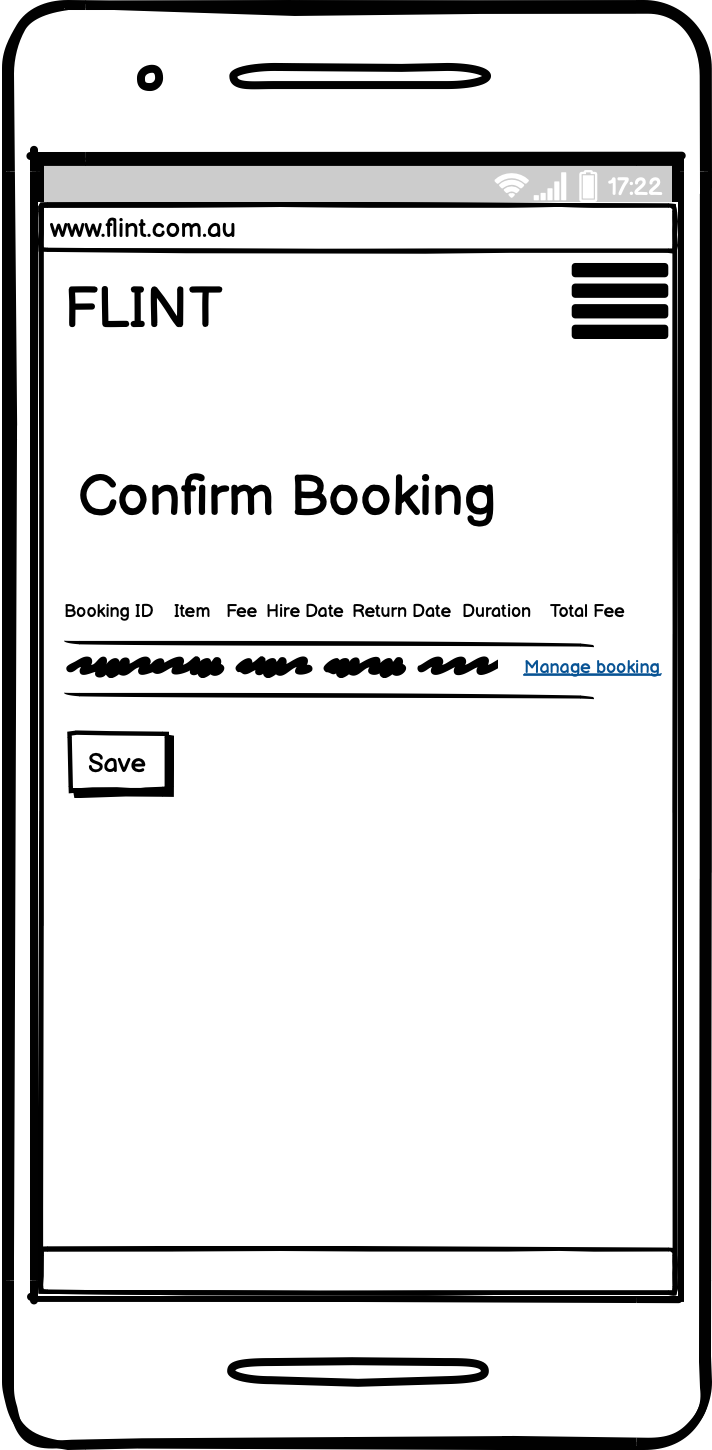 17:22
www.flint.com.au
FLINT
Confirm Booking
Booking ID Item Fee Hire Date Return Date Duration Total Fee
Manage booking
Save